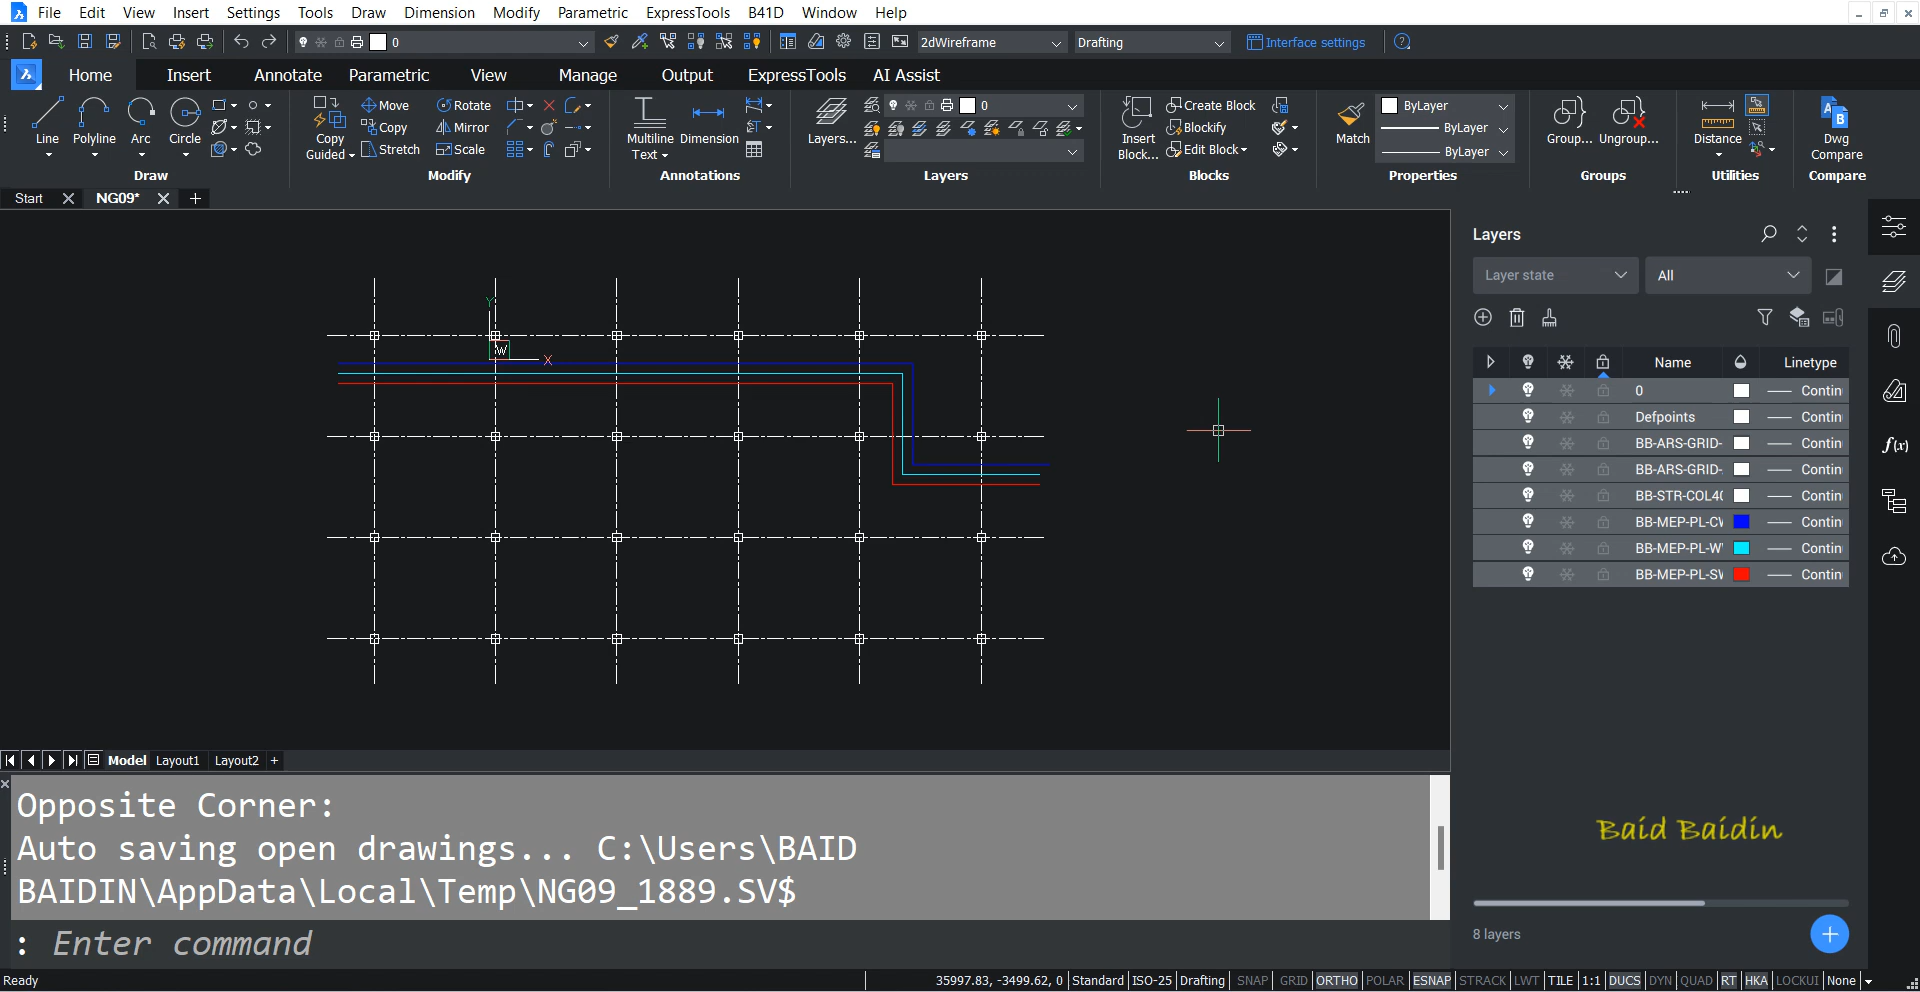 File Edit View Insert Settings Tools Draw Dimension Modify Parametric ExpressTools B41D Window Help
0 2dWireframe Drafting Interface settings
Home Insert Annotate Parametric View Manage Output ExpressTools AI Assist
Line Polyline Arc Circle
Draw
Copy Guided Move Rotate
Copy Mirror
Stretch Scale
Modify
Multiline Text Dimension
Annotations
Layers... 0
Layers
Insert Block... Create Block
Blockify
Edit Block
Blocks
Match ByLayer
ByLayer
ByLayer
Properties
Group... Ungroup...
Groups
Distance
Utilities
Dwg Compare
Compare
Start NG09* +
Y
W
X
Layers
Layer state All
Name Linetype
0 Contin
Defpoints Contin
BB-ARS-GRID- Contin
BB-ARS-GRID- Contin
BB-STR-COL4( Contin
BB-MEP-PL-C\ Contin
BB-MEP-PL-W' Contin
BB-MEP-PL-S\ Contin
f(x)
Baid Baidin
8 layers
Model Layout1 Layout2 +
Opposite Corner:
Auto saving open drawings... C:\Users\BAID
BAIDIN\AppData\Local\Temp\NG09_1889.SV$
: Enter command
Ready 35997.83, -3499.62, 0 Standard ISO-25 Drafting SNAP GRID ORTHO POLAR ESNAP STRACK LWT TILE 1:1 DUCS DYN QUAD RT HKA LOCKUI None